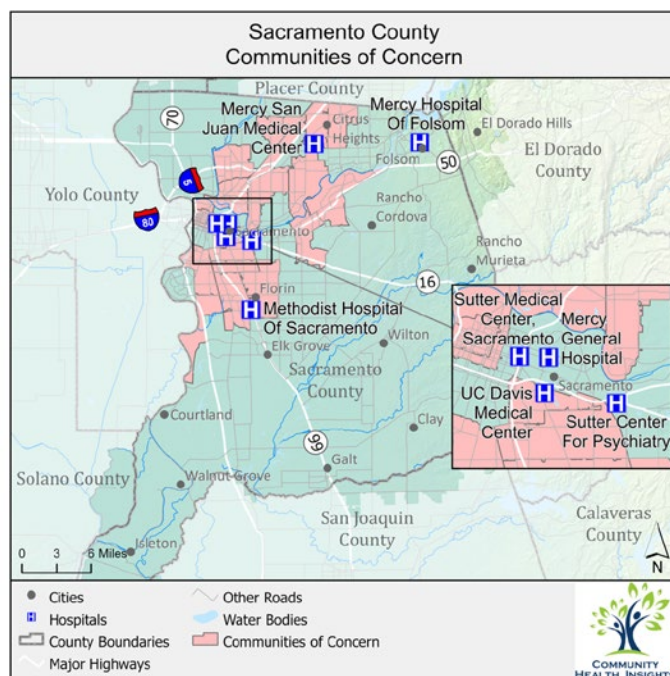 Sacramento County
Communities of Concern
Placer County
70
Mercy San
Juan Medical
Center
Citrus
Heights
Mercy Hospital
Of Folsom
El Dorado Hills
Folsom
50
El Dorado
County
Yolo County
5
80
Sacramento
Rancho
Cordova
Rancho
Murieta
16
Florin
Methodist Hospital
Of Sacramento
Wilton
Elk Grove
Sacramento
County
Sutter Medical
Center,
Sacramento
Mercy
General
Hospital
Sacramento
UC Davis
Medical
Center
Sutter Center
For Psychiatry
Courtland
Clay
99
Galt
Solano County
Walnut Grove
San Joaquin
County
Calaveras
County
Isleton
0 3 6 Miles
N
Cities
Hospitals
County Boundaries
Major Highways
Other Roads
Water Bodies
Communities of Concern
COMMUNITY
HEALTH INSIGHTS